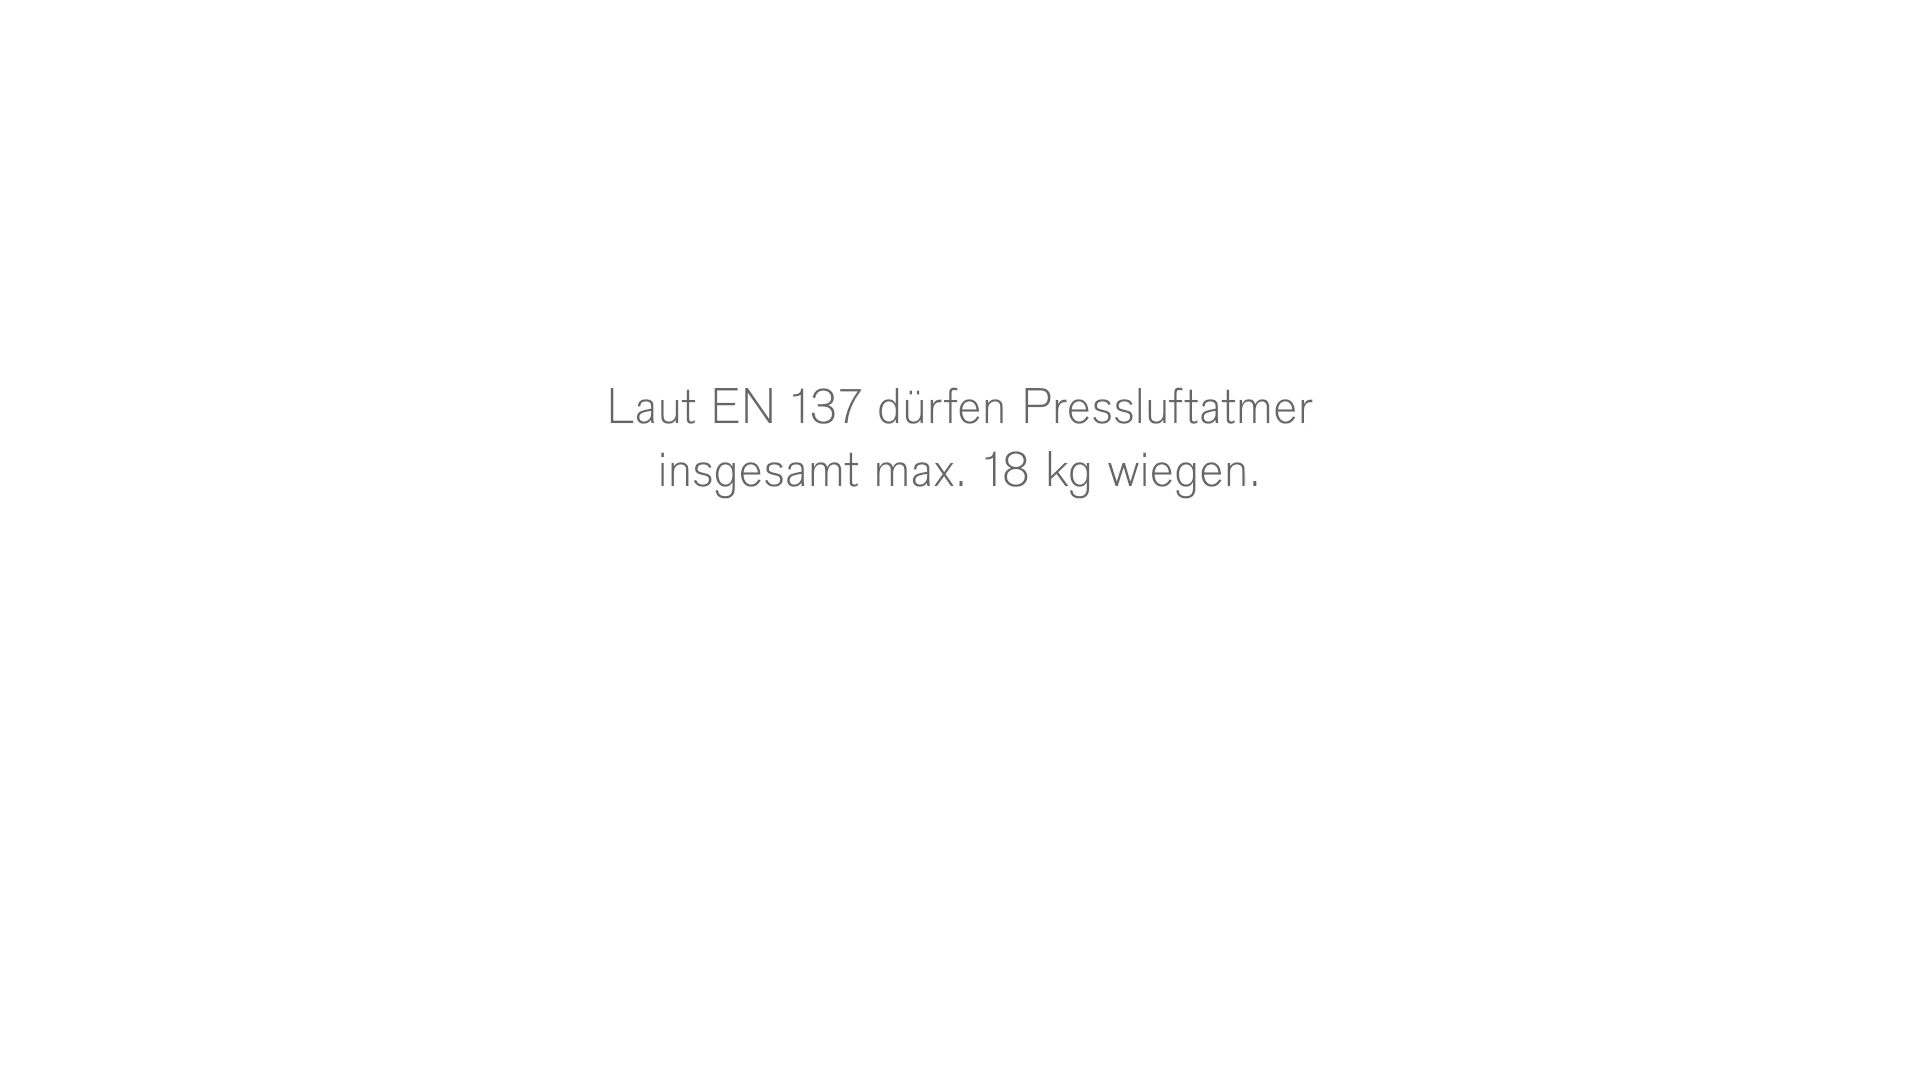 Laut EN 137 dürfen Pressluftatmer
insgesamt max. 18 kg wiegen.